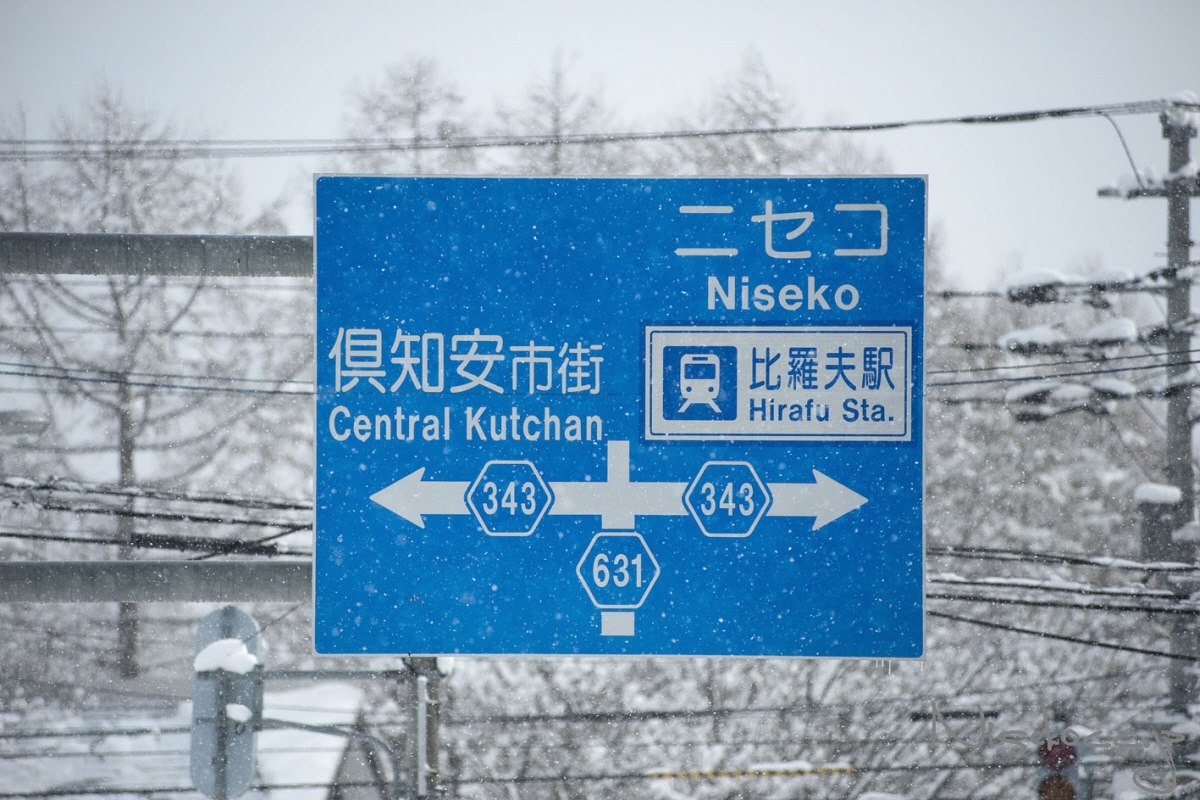 ニセコ
Niseko
倶知安市街
Central Kutchan
比羅夫駅
Hirafu Sta.
343
343
631